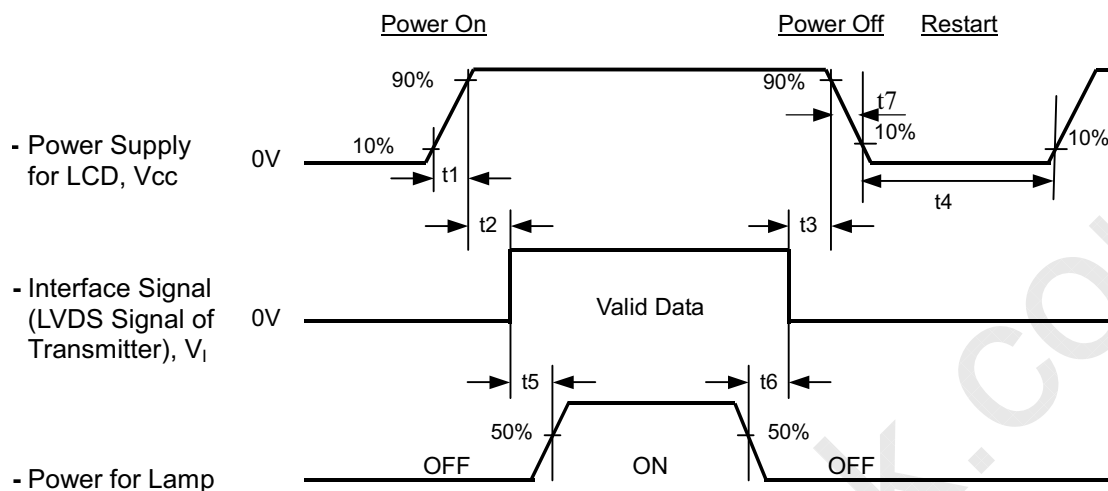 Power On
Power Off
Restart
90%
90%
t7
10%
10%
10%
- Power Supply
for LCD, Vcc
0V
t1
t4
t2
t3
- Interface Signal
(LVDS Signal of
Transmitter), VI
0V
Valid Data
t5
t6
50%
50%
- Power for Lamp
OFF
ON
OFF